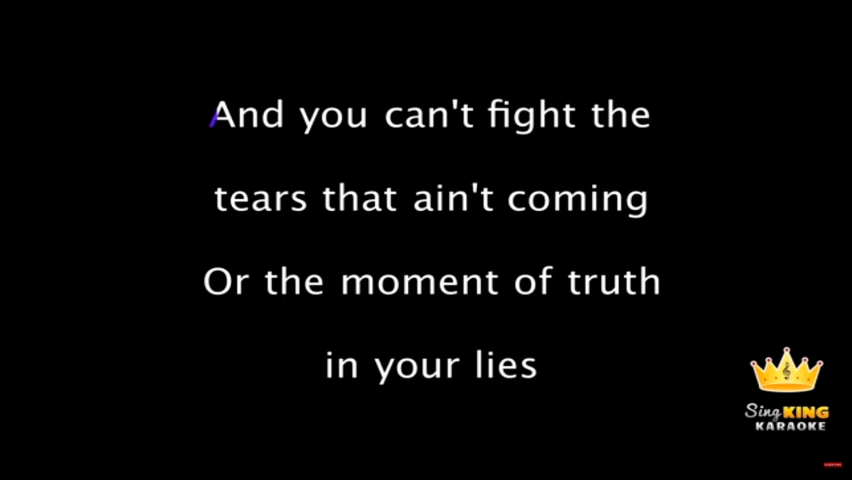 And you can't fight the
tears that ain't coming
Or the moment of truth
in your lies
Sing KING
KARAOKE